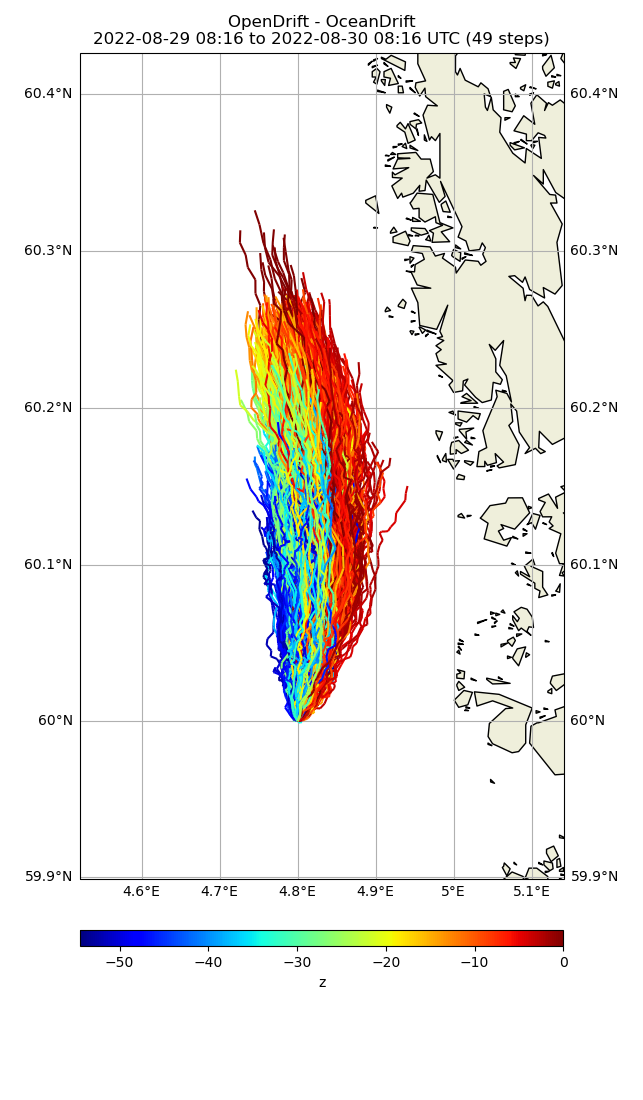 OpenDrift - OceanDrift
2022-08-29 08:16 to 2022-08-30 08:16 UTC (49 steps)
60.4°N 60.4°N
60.3°N 60.3°N
60.2°N 60.2°N
60.1°N 60.1°N
60°N 60°N
59.9°N 59.9°N
4.6°E 4.7°E 4.8°E 4.9°E 5°E 5.1°E
−50 −40 −30 −20 −10 0
z